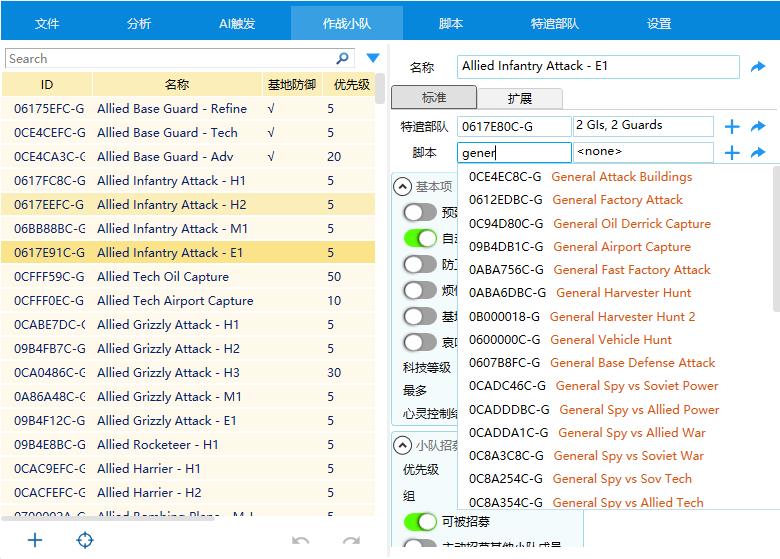 文件 分析 AI触发 作战小队 脚本 特遣部队 设置
Search
ID 名称 基地防御 优先级
06175EFC-G Allied Base Guard - Refine √ 5
0CE4CEFC-G Allied Base Guard - Tech √ 5
0CE4CA3C-G Allied Base Guard - Adv √ 20
0617FC8C-G Allied Infantry Attack - H1 5
0617EEFC-G Allied Infantry Attack - H2 5
06BB88BC-G Allied Infantry Attack - M1 5
0617E91C-G Allied Infantry Attack - E1 5
0CFFF59C-G Allied Tech Oil Capture 50
0CFFF0EC-G Allied Tech Airport Capture 10
0CABE7DC-G Allied Grizzly Attack - H1 5
09B4FB7C-G Allied Grizzly Attack - H2 5
0CA0486C-G Allied Grizzly Attack - H3 30
0A86A48C-G Allied Grizzly Attack - M1 5
09B4F12C-G Allied Grizzly Attack - E1 5
09B4E8BC-G Allied Rocketeer - H1 5
0CAC9EFC-G Allied Harrier - H1 5
0CACFEFC-G Allied Harrier - H2 5
名称 Allied Infantry Attack - E1
标准 扩展
特遣部队 0617E80C-G 2 GIs, 2 Guards
脚本 gener <none>
0CE4EC8C-G General Attack Buildings
0612EDBC-G General Factory Attack
0C94D80C-G General Oil Derrick Capture
09B4DB1C-G General Airport Capture
0ABA756C-G General Fast Factory Attack
0ABA6DBC-G General Harvester Hunt
0B000018-G General Harvester Hunt 2
0600000C-G General Vehicle Hunt
0607B8FC-G General Base Defense Attack
0CADC46C-G General Spy vs Soviet Power
0CADDDBC-G General Spy vs Allied Power
0CADDA1C-G General Spy vs Allied War
0C8A3C8C-G General Spy vs Soviet War
0C8A254C-G General Spy vs Sov Tech
0C8A354C-G General Spy vs Allied Tech
基本项
科技等级
最多
心灵控制
小队招募
优先级
组
可被招募
主动招募其他小队成员